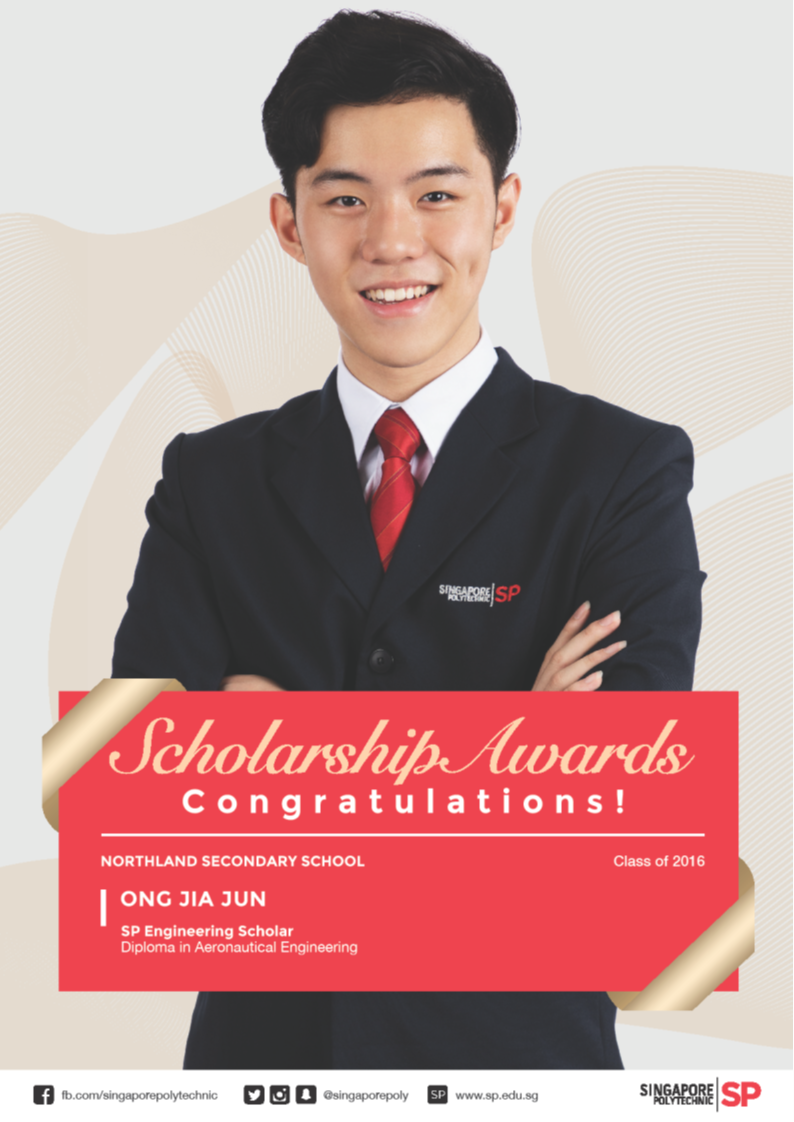 SINGAPORE SP
POLYTECHNIC
Scholarship Awards
Congratulations!
NORTHLAND SECONDARY SCHOOL Class of 2016
ONG JIA JUN
SP Engineering Scholar
Diploma in Aeronautical Engineering
fb.com/singaporepolytechnic @singaporepoly SP www.sp.edu.sg
SINGAPORE SP
POLYTECHNIC